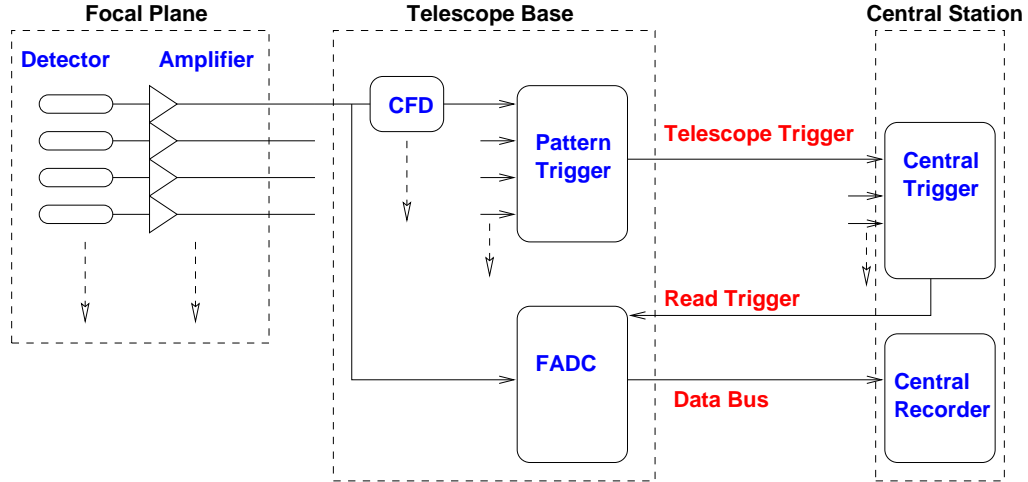 Focal Plane
Telescope Base
Central Station
Detector
Amplifier
CFD
Pattern
Trigger
Telescope Trigger
Central
Trigger
Read Trigger
FADC
Data Bus
Central
Recorder